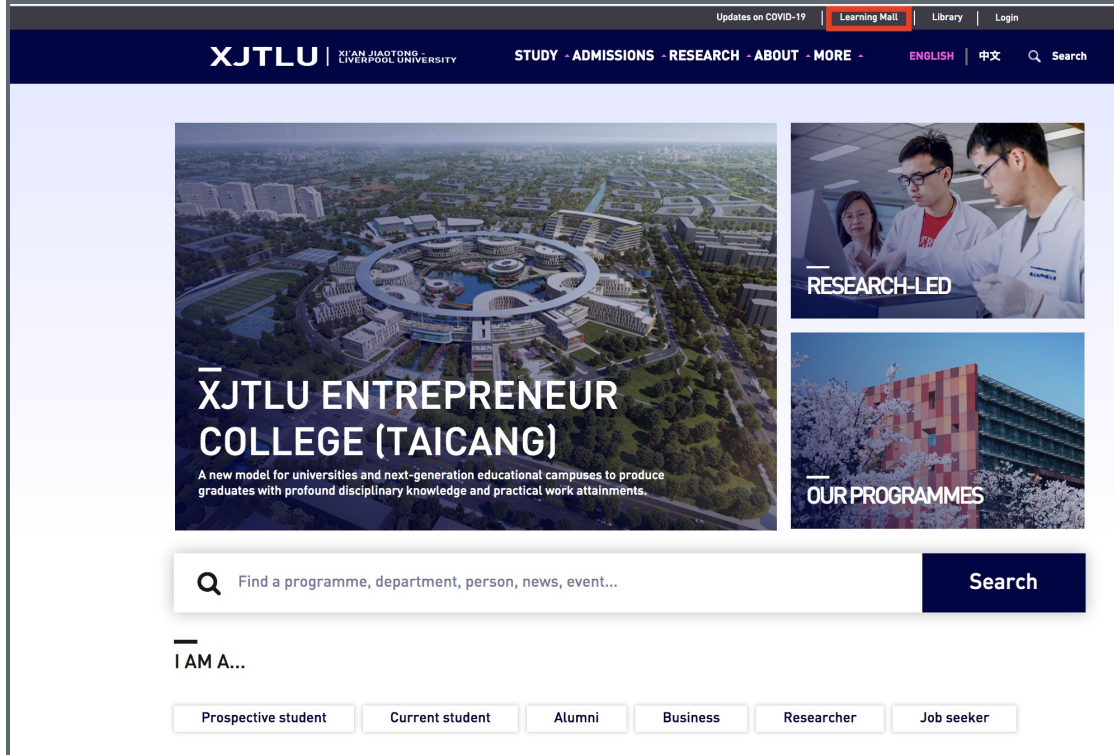 Updates on COVID-19 Learning Mall Library Login
XJTLU XI'AN JIAOTONG -
LIVERPOOL UNIVERSITY
STUDY ADMISSIONS RESEARCH ABOUT MORE ENGLISH 中文 Search
RESEARCH-LED
XJTLU ENTREPRENEUR
COLLEGE (TAICANG)
A new model for universities and next-generation educational campuses to produce
graduates with profound disciplinary knowledge and practical work attainments.
OUR PROGRAMMES
Find a programme, department, person, news, event... Search
I AM A...
Prospective student Current student Alumni Business Researcher Job seeker